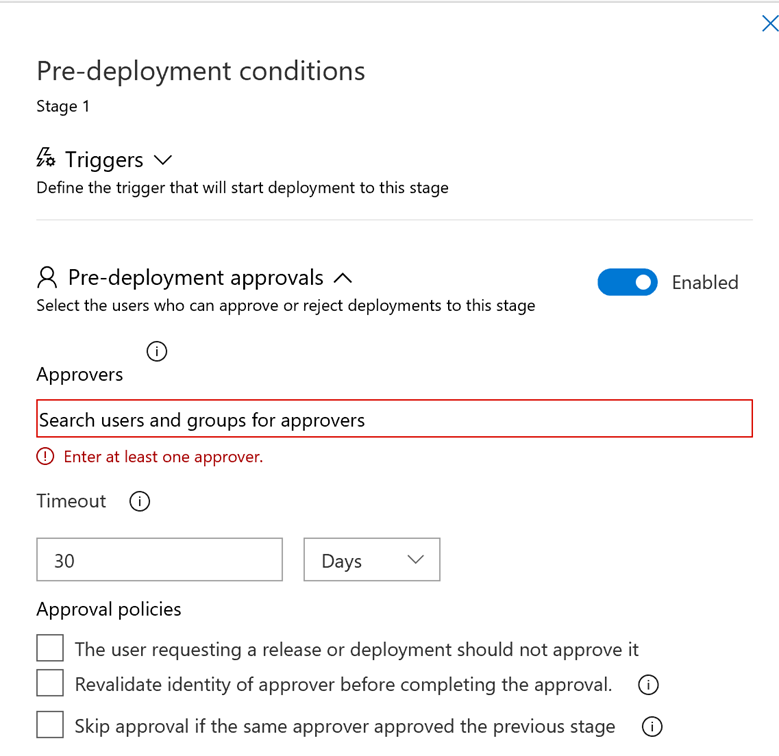 Pre-deployment conditions
Stage 1
Triggers
Define the trigger that will start deployment to this stage
Pre-deployment approvals
Enabled
Select the users who can approve or reject deployments to this stage
Approvers
Search users and groups for approvers
Enter at least one approver.
Timeout
30
Days
Approval policies
The user requesting a release or deployment should not approve it
Revalidate identity of approver before completing the approval.
Skip approval if the same approver approved the previous stage